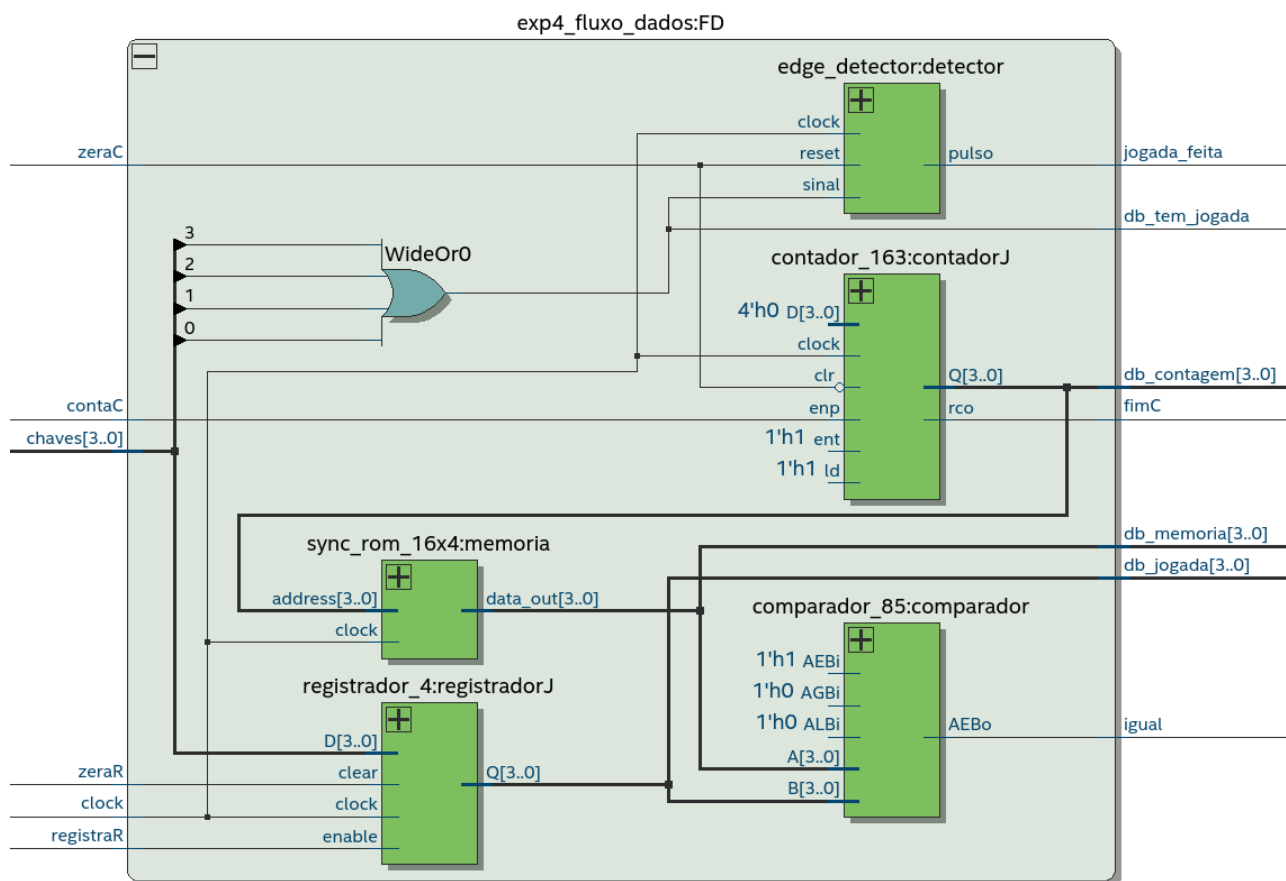 exp4_fluxo_dados:FD
edge_detector:detector
clock
zeraC
reset
pulso
jogada_feita
sinal
db_tem_jogada
3
WideOr0
2
1
0
contador_163:contadorJ
4'h0 D[3..0]
clock
clr
Q[3..0]
db_contagem[3..0]
contaC
enp
rco
fimC
chaves[3..0]
1'h1 ent
1'h1 ld
sync_rom_16x4:memoria
db_memoria[3..0]
db_jogada[3..0]
address[3..0]
data_out[3..0]
clock
comparador_85:comparador
1'h1 AEBi
registrador_4:registradorJ
1'h0 AGBi
1'h0 ALBi
AEBo
igual
D[3..0]
A[3..0]
zeraR
clear
Q[3..0]
B[3..0]
clock
clock
registraR
enable